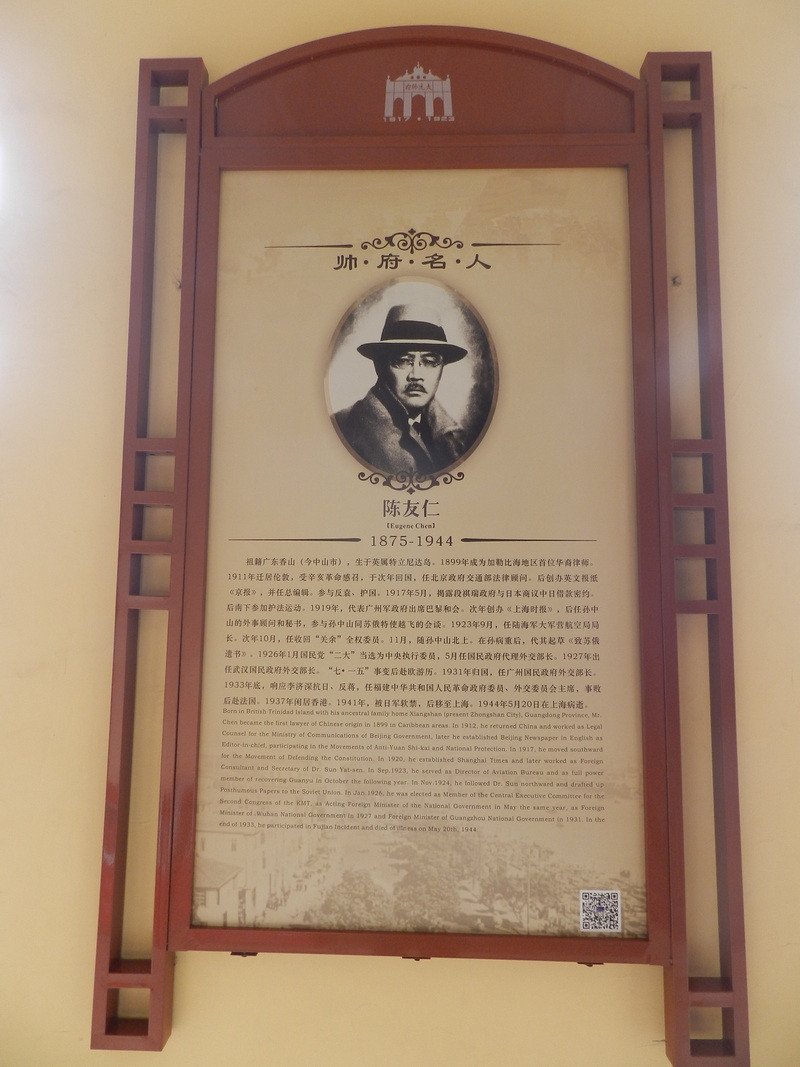 大元帥府
1917 • 1923
帅·府·名·人
陈友仁
【Eugene Chen】
1875-1944
祖籍广东香山（今中山市），生于英属特立尼达岛。1899年成为加勒比海地区首位华裔律师。
1911年迁居伦敦，受辛亥革命感召，于次年回国，任北京政府交通部法律顾问。后创办英文报纸
《京报》，并任总编辑。参与反袁、护国。1917年5月，揭露段祺瑞政府与日本商议中日借款密约。
后南下参加护法运动。1919年，代表广州军政府出席巴黎和会。次年创办《上海时报》，后任孙中
山的外事顾问和秘书，参与孙中山同苏俄特使越飞的会谈。1923年9月，任陆海军大军营航空局局
长。次年10月，任收回“关余”全权委员。11月，随孙中山北上。在孙病重后，代其起草《致苏俄
遗书》。1926年1月国民党“二大”当选为中央执行委员，5月任国民政府代理外交部长。1927年出
任武汉国民政府外交部长。“七·一五”事变后赴欧游历。1931年归国，任广州国民政府外交部长。
1933年底，响应李济深抗日、反蒋，任福建中华共和国人民革命政府委员、外交委员会主席，事败
后赴法国。1937年闲居香港。1941年，被日军软禁，后移至上海。1944年5月20日在上海病逝。
Born in British Trinidad Island with his ancestral family home Xiangshan (present Zhongshan City), Guangdong Province, Mr.
Chen became the first lawyer of Chinese origin in 1899 in Caribbean areas. In 1912, he returned China and worked as Legal
Counsel for the Ministry of Communications of Beijing Government, later he established Beijing Newspaper in English as
Editor-in-chief, participating in the Movements of Anti-Yuan Shi-kai and National Protection. In 1917, he moved southward
for the Movement of Defending the Constitution. In 1920, he established Shanghai Times and later worked as Foreign
Consultant and Secretary of Dr. Sun Yat-sen. In Sep.1923, he served as Director of Aviation Bureau and as full power
member of recovering Guanyu in October the following year. In Nov.1924, he followed Dr. Sun northward and drafted up
Posthumous Papers to the Soviet Union. In Jan.1926, he was elected as Member of the Central Executive Committee for the
Second Congress of the KMT, as Acting Foreign Minister of the National Government in May the same year, as Foreign
Minister of Wuhan National Government in 1927 and Foreign Minister of Guangzhou National Government in 1931. In the
end of 1933, he participated in Fujian Incident and died of illness on May 20th, 1944.